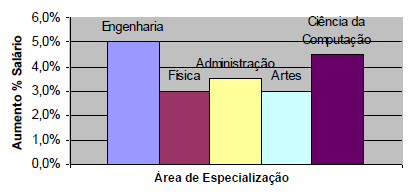 Aumento % Salário
6,0%
5,0%
4,0%
3,0%
2,0%
1,0%
0,0%
Engenharia
Física
Administração
Artes
Ciência da
Computação
Área de Especialização